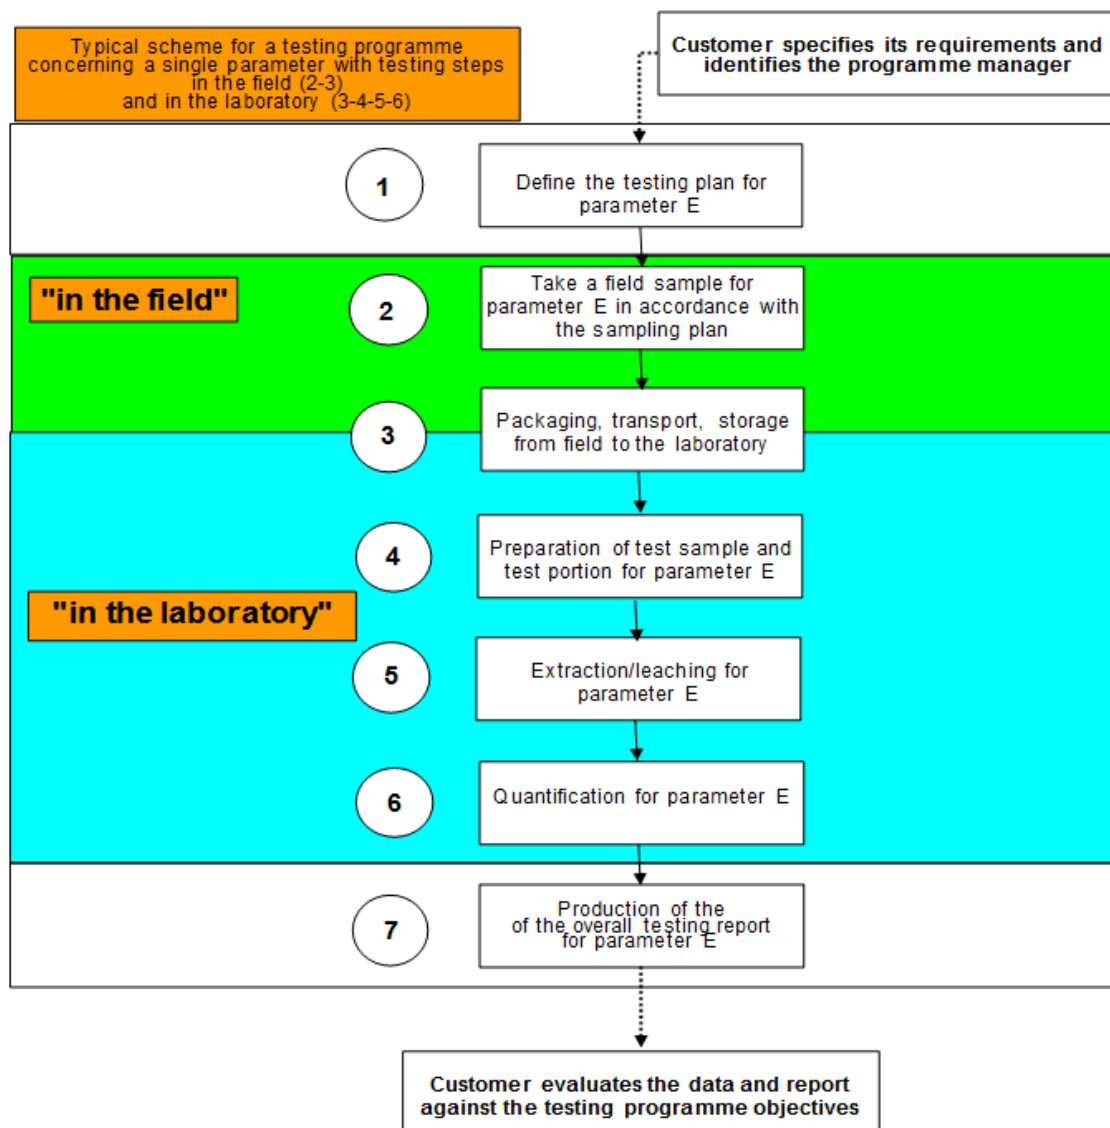 Typical scheme for a testing programme
concerning a single parameter with testing steps
in the field (2-3)
and in the laboratory (3-4-5-6)
Customer specifies its requirements and
identifies the programme manager
1
Define the testing plan for
parameter E
"in the field"
2
Take a field sample for
parameter E in accordance with
the sampling plan
3
Packaging, transport, storage
from field to the laboratory
4
Preparation of test sample and
test portion for parameter E
"in the laboratory"
5
Extraction/leaching for
parameter E
6
Quantification for parameter E
7
Production of the
of the overall testing report
for parameter E
Customer evaluates the data and report
against the testing programme objectives